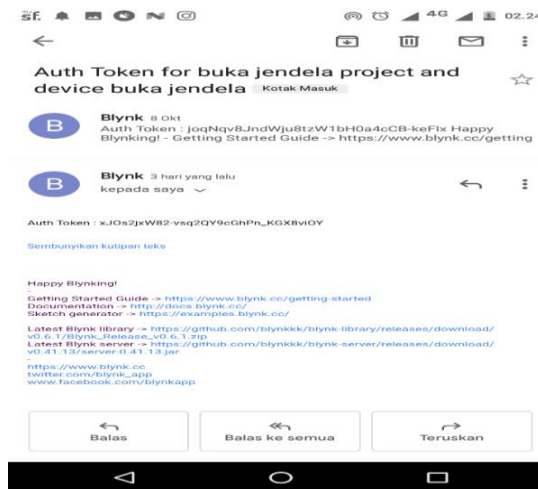 4G
02.24
Auth Token for buka jendela project and
device buka jendela Kotak Masuk
B
Blynk 8 Okt
Auth Token : joqNqv8JndWju8tzW1bH0a4cCB-keFIx Happy
Blynking! - Getting Started Guide -> https://www.blynk.cc/getting
B
Blynk 3 hari yang lalu
kepada saya
Auth Token : xJOs2jxW82-vsq2QY9cGhPn_KGX8viOY
Sembunyikan kutipan teks
Happy Blynking!
-
Getting Started Guide -> https://www.blynk.cc/getting-started
Documentation -> http://docs.blynk.cc/
Sketch generator -> https://examples.blynk.cc/
Latest Blynk library -> https://github.com/blynkkk/blynk-library/releases/download/
v0.6.1/Blynk_Release_v0.6.1.zip
Latest Blynk server -> https://github.com/blynkkk/blynk-server/releases/download/
v0.41.13/server-0.41.13.jar
-
https://www.blynk.cc
twitter.com/blynk_app
www.facebook.com/blynkapp
Balas
Balas ke semua
Teruskan